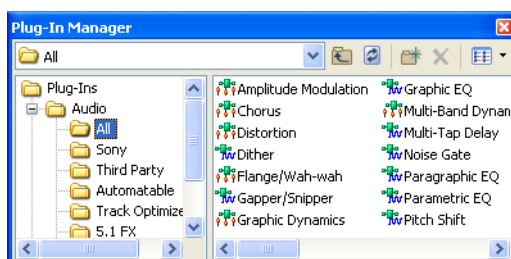 Plug-In Manager
All
Plug-Ins
Audio
All
Sony
Third Party
Automatable
Track Optimize
5.1 FX
Amplitude Modulation
Chorus
Distortion
Dither
Flange/Wah-wah
Gapper/Snipper
Graphic Dynamics
Graphic EQ
Multi-Band Dynan
Multi-Tap Delay
Noise Gate
Paragraphic EQ
Parametric EQ
Pitch Shift